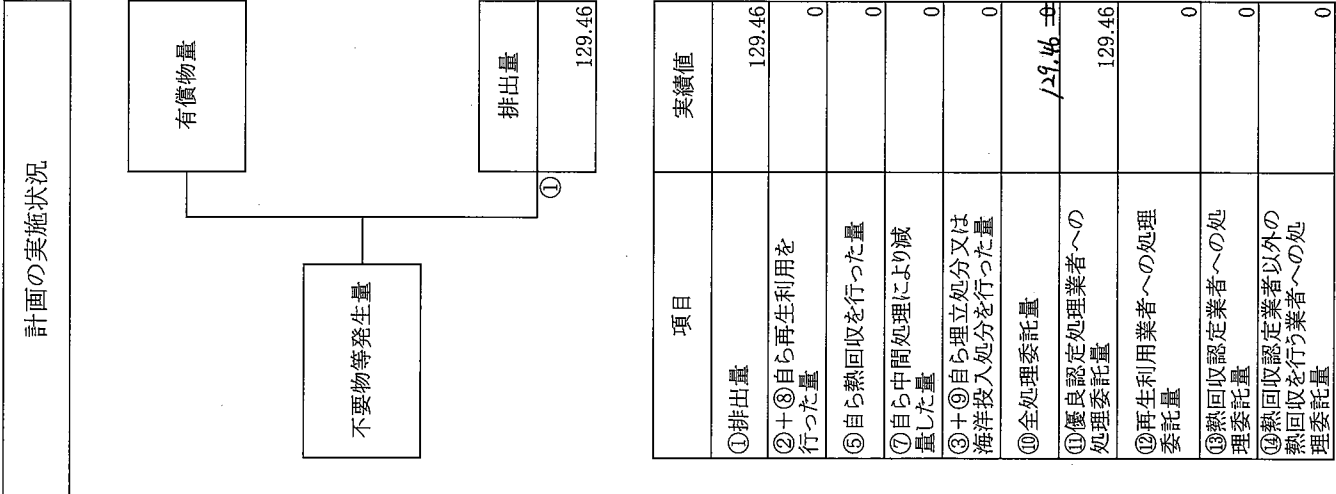 計画の実施状況
不要物等発生量
有償物量
排出量
①
129.46
項目
実績値
①排出量
129.46
②+⑧自ら再生利用を
行った量
0
⑤自ら熱回収を行った量
0
⑦自ら中間処理により減
量した量
0
③+⑨自ら埋立処分又は
海洋投入処分を行った量
0
⑩全処理委託量
129.46 0
⑪優良認定処理業者への
処理委託量
129.46
⑫再生利用業者への処理
委託量
0
⑬熱回収認定業者への処
理委託量
0
⑭熱回収認定業者以外の
熱回収を行う業者への処
理委託量
0